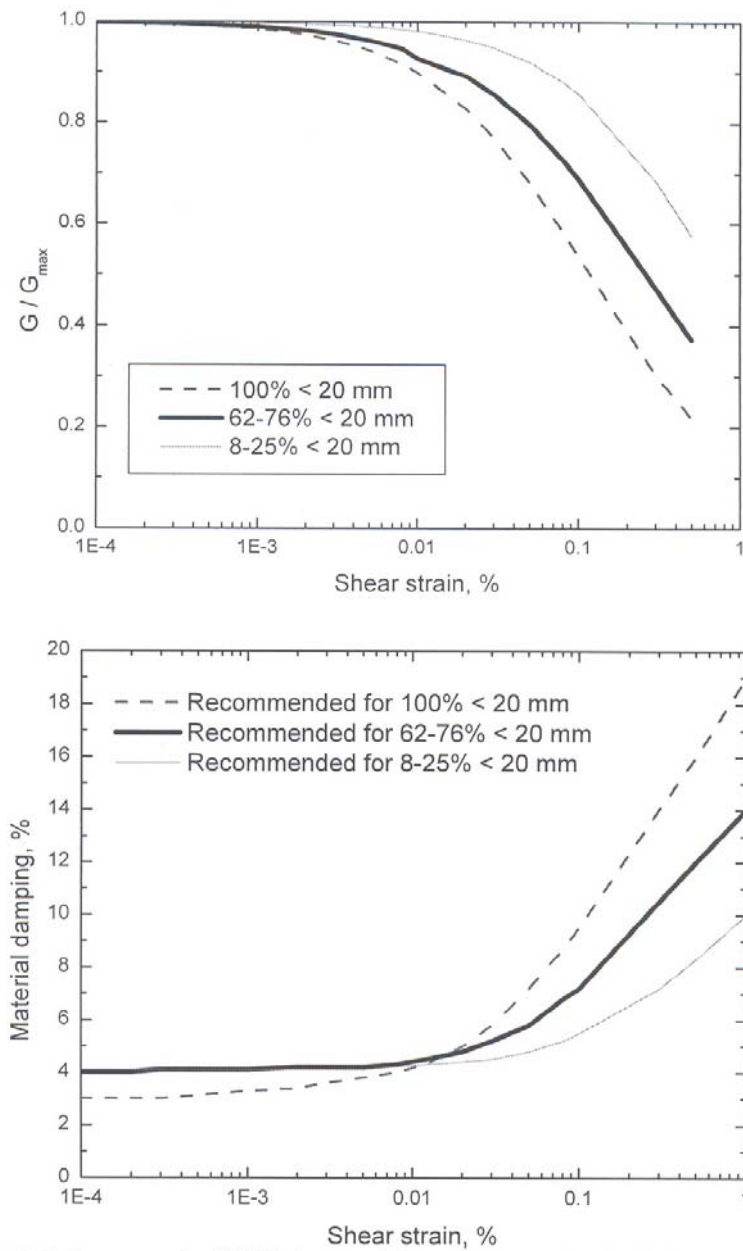 1.0
0.8
0.6
0.4
0.2
0.0
G / Gmax
100% < 20 mm
62-76% < 20 mm
8-25% < 20 mm
1E-4 1E-3 0.01 0.1 1
Shear strain, %
20
18
16
14
12
10
8
6
4
2
0
Material damping, %
Recommended for 100% < 20 mm
Recommended for 62-76% < 20 mm
Recommended for 8-25% < 20 mm
1E-4 1E-3 0.01 0.1
Shear strain, %